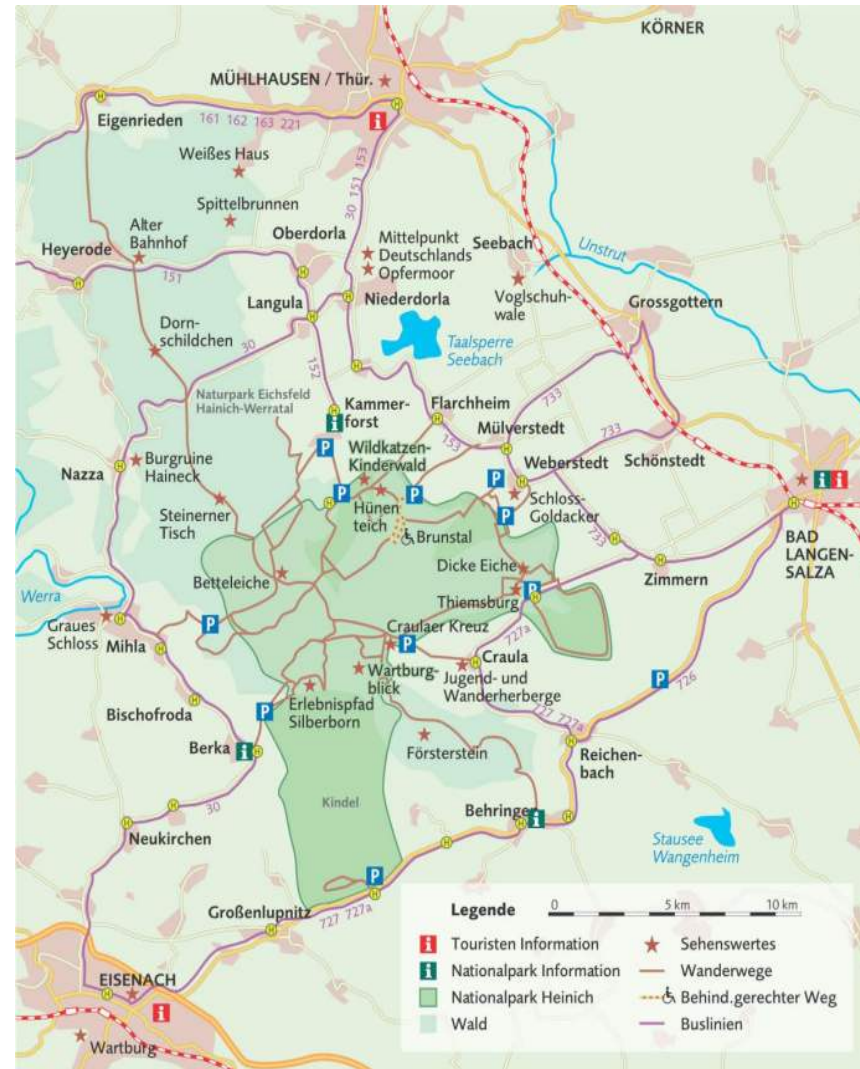 KÖRNER
MÜHLHAUSEN / Thür.
Eigenrieden
161 162 163 221
Weißes Haus
30 151 153
Spittelbrunnen
Alter
Bahnhof
Heyerode
Oberdorla
Mittelpunkt
Deutschlands
Opfermoor
Seebach
Unstrut
151
Langula
Niederdorla
Voglschuh-
wale
Grossgottern
Dorn-
schildchen
30
152
Taalsperre
Seebach
Naturpark Eichsfeld
Hainich-Werratal
Kammer-
forst
Flarchheim
733
153
Mülverstedt
733
Wildkatzen-
Kinderwald
Weberstedt
Schönstedt
Nazza
Burgruine
Haineck
Schloss-
Goldacker
Steinerner
Tisch
Hünen
teich
Brunstal
733
BAD
LANGEN-
SALZA
Dicke Eiche
Zimmern
Betteleiche
Werra
Thiemsburg
Graues
Schloss
Mihla
Craulaer Kreuz
727a
Craula
Wartburg-
blick
Jugend- und
Wanderherberge
726
Erlebnispfad
Silberborn
Bischofroda
727 727a
Berka
Försterstein
Reichen-
bach
Kindel
30
Behringen
Neukirchen
Stausee
Wangenheim
Großenlupnitz
727 727a
EISENACH
Wartburg
Legende
0 5 km 10 km
Touristen Information
Sehenswertes
Nationalpark Information
Wanderwege
Nationalpark Heinich
Behind.gerechter Weg
Wald
Buslinien